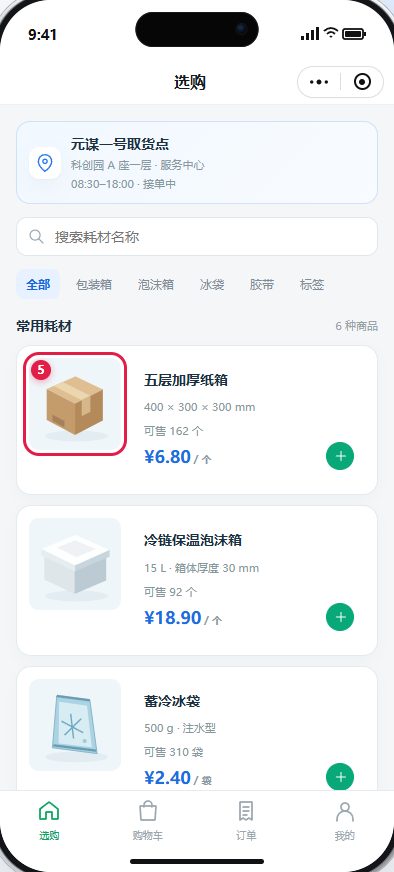 9:41
选购
元谋一号取货点
科创园 A 座一层 · 服务中心
08:30–18:00 · 接单中
搜索耗材名称
全部 包装箱 泡沫箱 冰袋 胶带 标签
常用耗材 6 种商品
5
五层加厚纸箱
400 × 300 × 300 mm
可售 162 个
¥6.80 / 个
冷链保温泡沫箱
15 L · 箱体厚度 30 mm
可售 92 个
¥18.90 / 个
蓄冷冰袋
500 g · 注水型
可售 310 袋
¥2.40 / 袋
选购 购物车 订单 我的